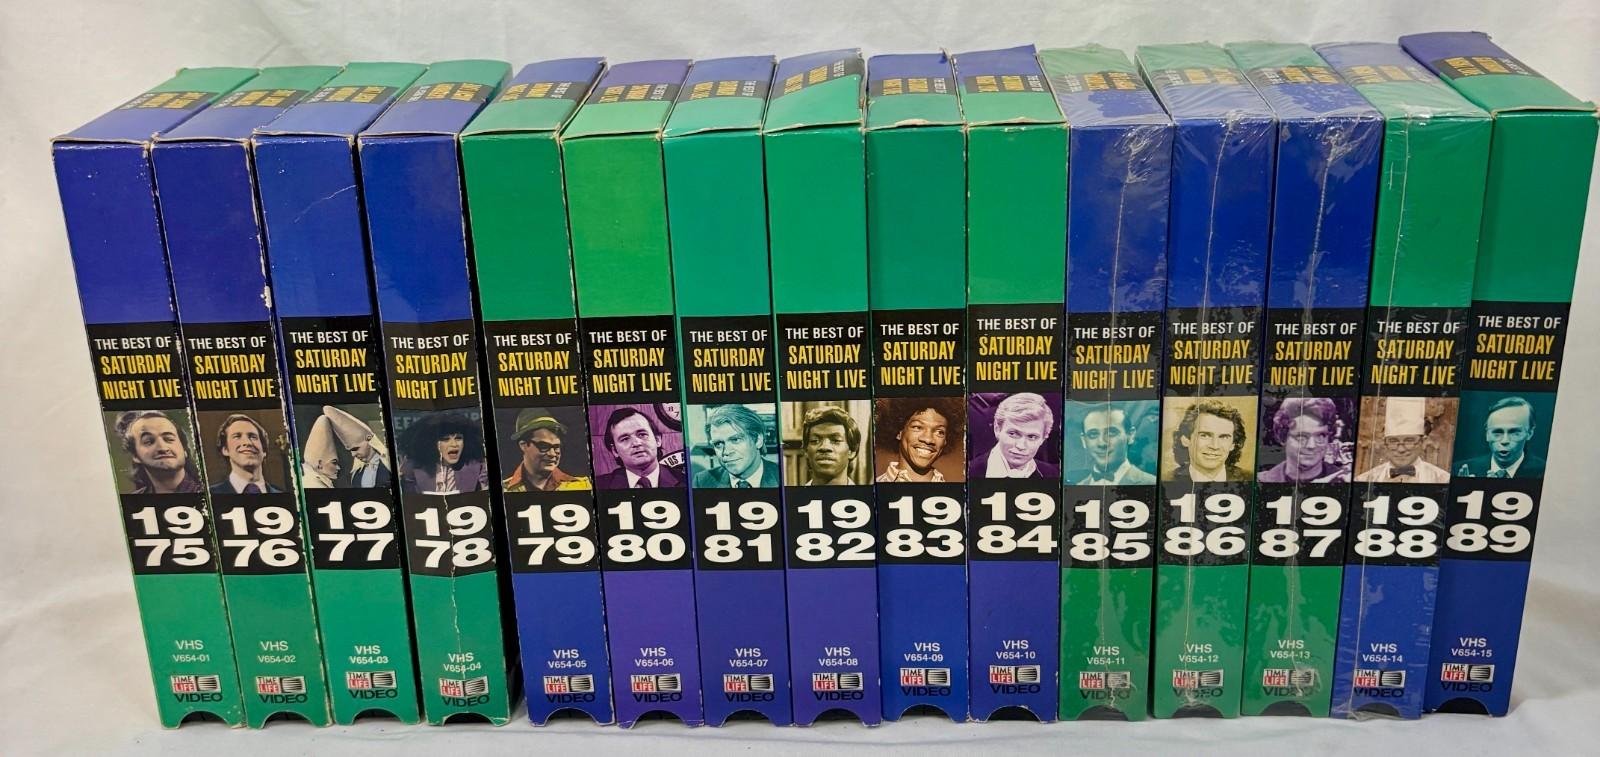 THE BEST OF
SATURDAY
NIGHT LIVE
19
75
VHS
V654-01
TIME
LIFE
VIDEO
THE BEST OF
SATURDAY
NIGHT LIVE
19
76
VHS
V654-02
TIME
LIFE
VIDEO
THE BEST OF
SATURDAY
NIGHT LIVE
19
77
VHS
V654-03
TIME
LIFE
VIDEO
THE BEST OF
SATURDAY
NIGHT LIVE
19
78
VHS
V654-04
TIME
LIFE
VIDEO
THE BEST OF
SATURDAY
NIGHT LIVE
19
79
VHS
V654-05
TIME
LIFE
VIDEO
THE BEST OF
SATURDAY
NIGHT LIVE
19
80
VHS
V654-06
TIME
LIFE
VIDEO
THE BEST OF
SATURDAY
NIGHT LIVE
19
81
VHS
V654-07
TIME
LIFE
VIDEO
THE BEST OF
SATURDAY
NIGHT LIVE
19
82
VHS
V654-08
TIME
LIFE
VIDEO
THE BEST OF
SATURDAY
NIGHT LIVE
19
83
VHS
V654-09
TIME
LIFE
VIDEO
THE BEST OF
SATURDAY
NIGHT LIVE
19
84
VHS
V654-10
TIME
LIFE
VIDEO
THE BEST OF
SATURDAY
NIGHT LIVE
19
85
VHS
V654-11
TIME
LIFE
VIDEO
THE BEST OF
SATURDAY
NIGHT LIVE
19
86
VHS
V654-12
TIME
LIFE
VIDEO
THE BEST OF
SATURDAY
NIGHT LIVE
19
87
VHS
V654-13
TIME
LIFE
VIDEO
THE BEST OF
SATURDAY
NIGHT LIVE
19
88
VHS
V654-14
TIME
LIFE
VIDEO
THE BEST OF
SATURDAY
NIGHT LIVE
19
89
VHS
V654-15
TIME
LIFE
VIDEO